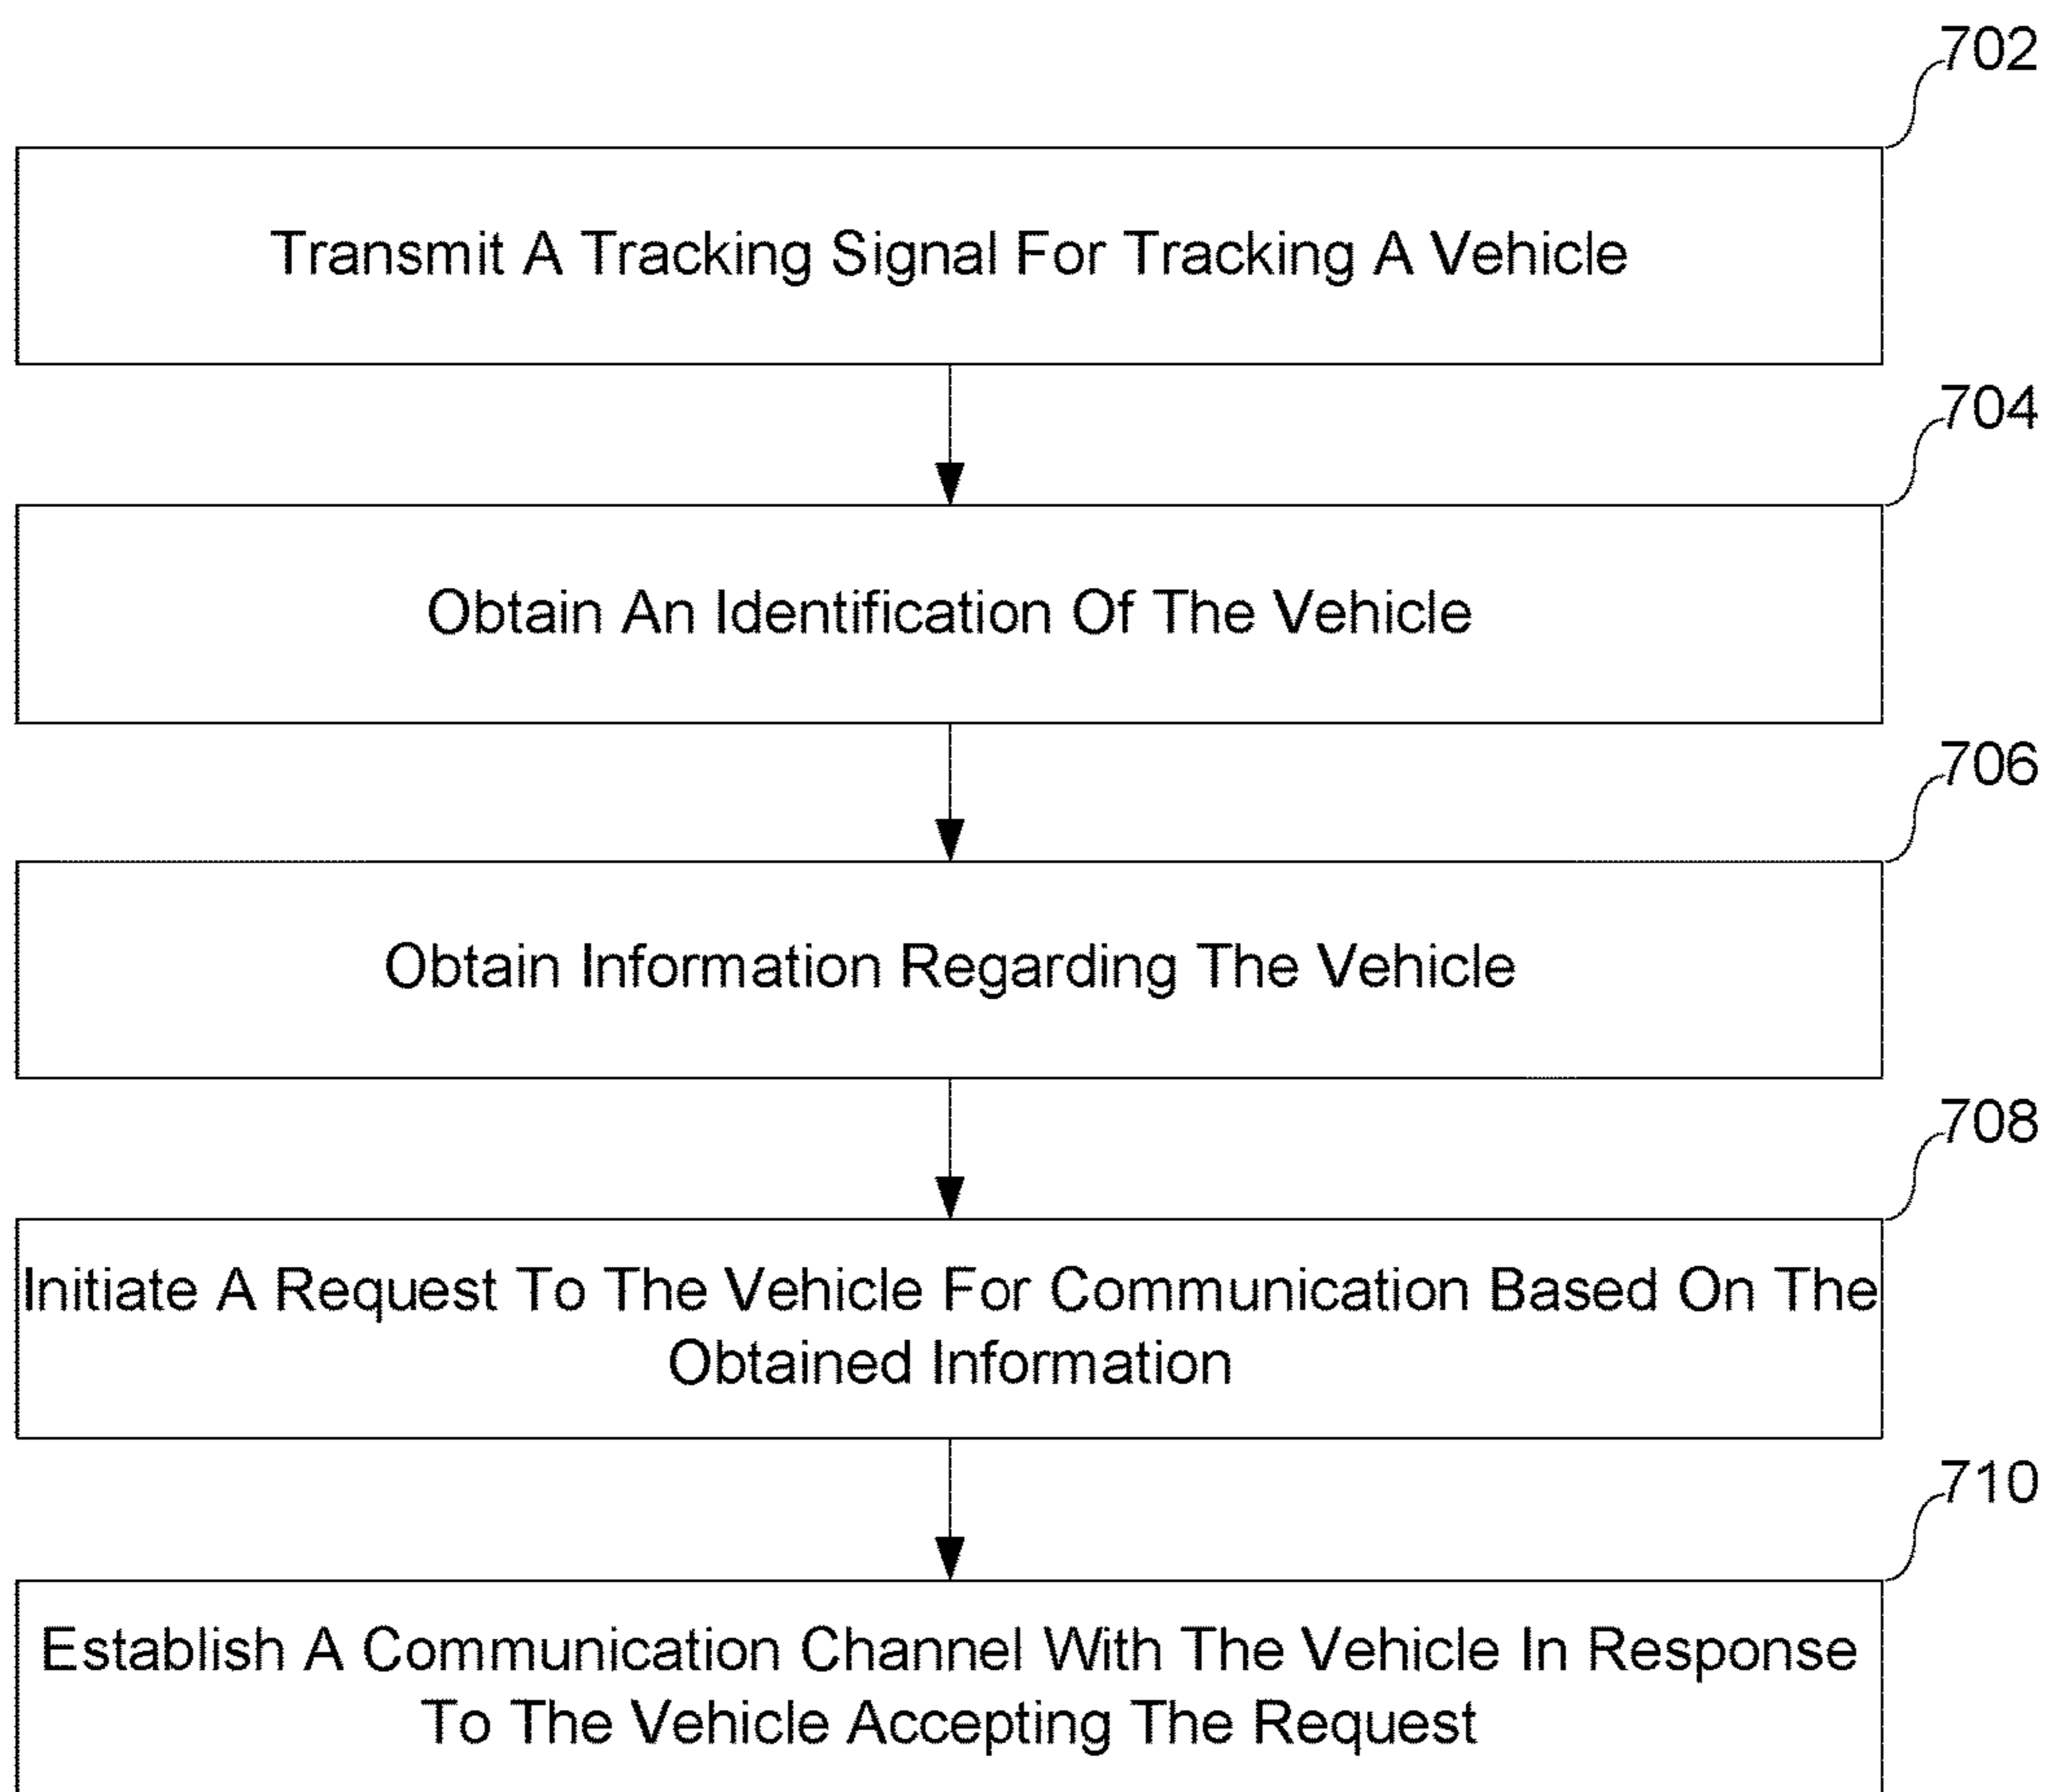 702
Transmit A Tracking Signal For Tracking A Vehicle
704
Obtain An Identification Of The Vehicle
706
Obtain Information Regarding The Vehicle
708
Initiate A Request To The Vehicle For Communication Based On The
Obtained Information
710
Establish A Communication Channel With The Vehicle In Response
To The Vehicle Accepting The Request